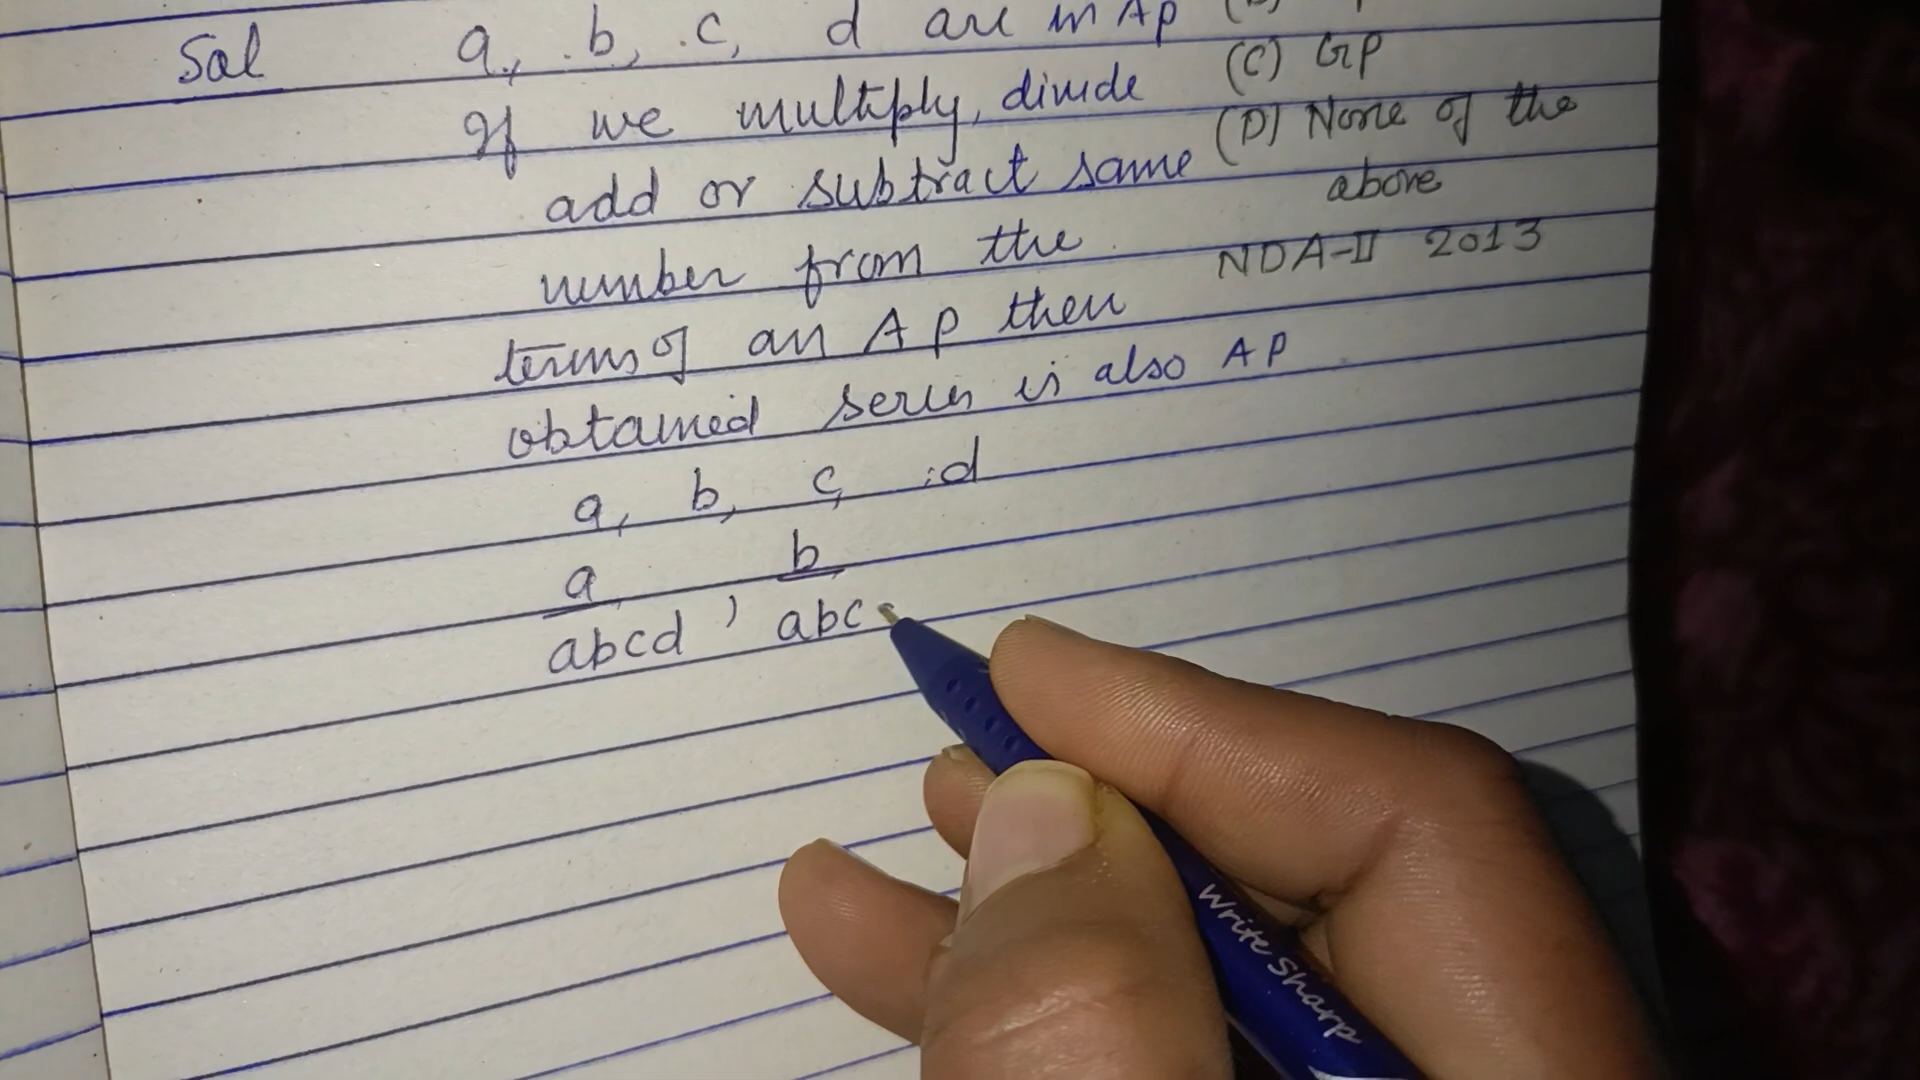 Sol a, b, c, d are in AP
(C) GP
If we multiply, divide
(D) None of the
add or subtract same
above
number from the
NDA-II 2013
terms of an AP then
obtained series is also AP
a, b, c, d
a b
abcd , abc
Write Sharp